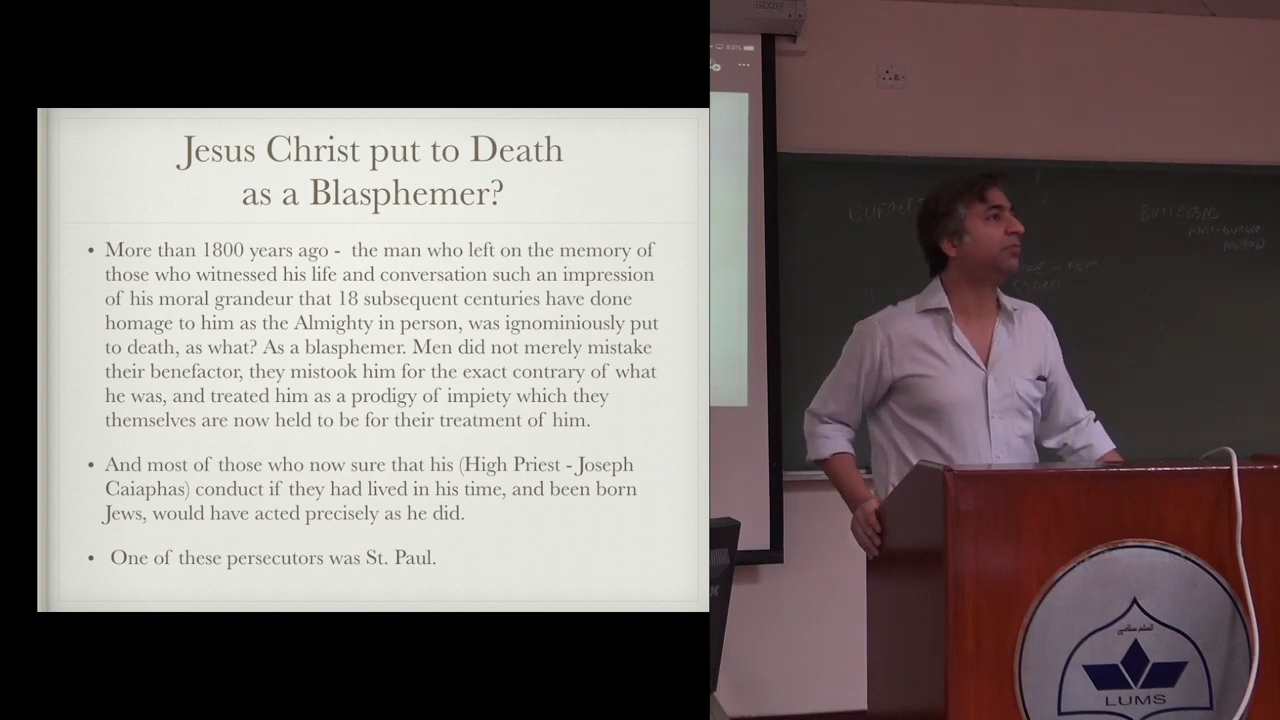 Jesus Christ put to Death
as a Blasphemer?
• More than 1800 years ago - the man who left on the memory of
those who witnessed his life and conversation such an impression
of his moral grandeur that 18 subsequent centuries have done
homage to him as the Almighty in person, was ignominiously put
to death, as what? As a blasphemer. Men did not merely mistake
their benefactor, they mistook him for the exact contrary of what
he was, and treated him as a prodigy of impiety which they
themselves are now held to be for their treatment of him.
• And most of those who now sure that his (High Priest - Joseph
Caiaphas) conduct if they had lived in his time, and been born
Jews, would have acted precisely as he did.
• One of these persecutors was St. Paul.
LUMS